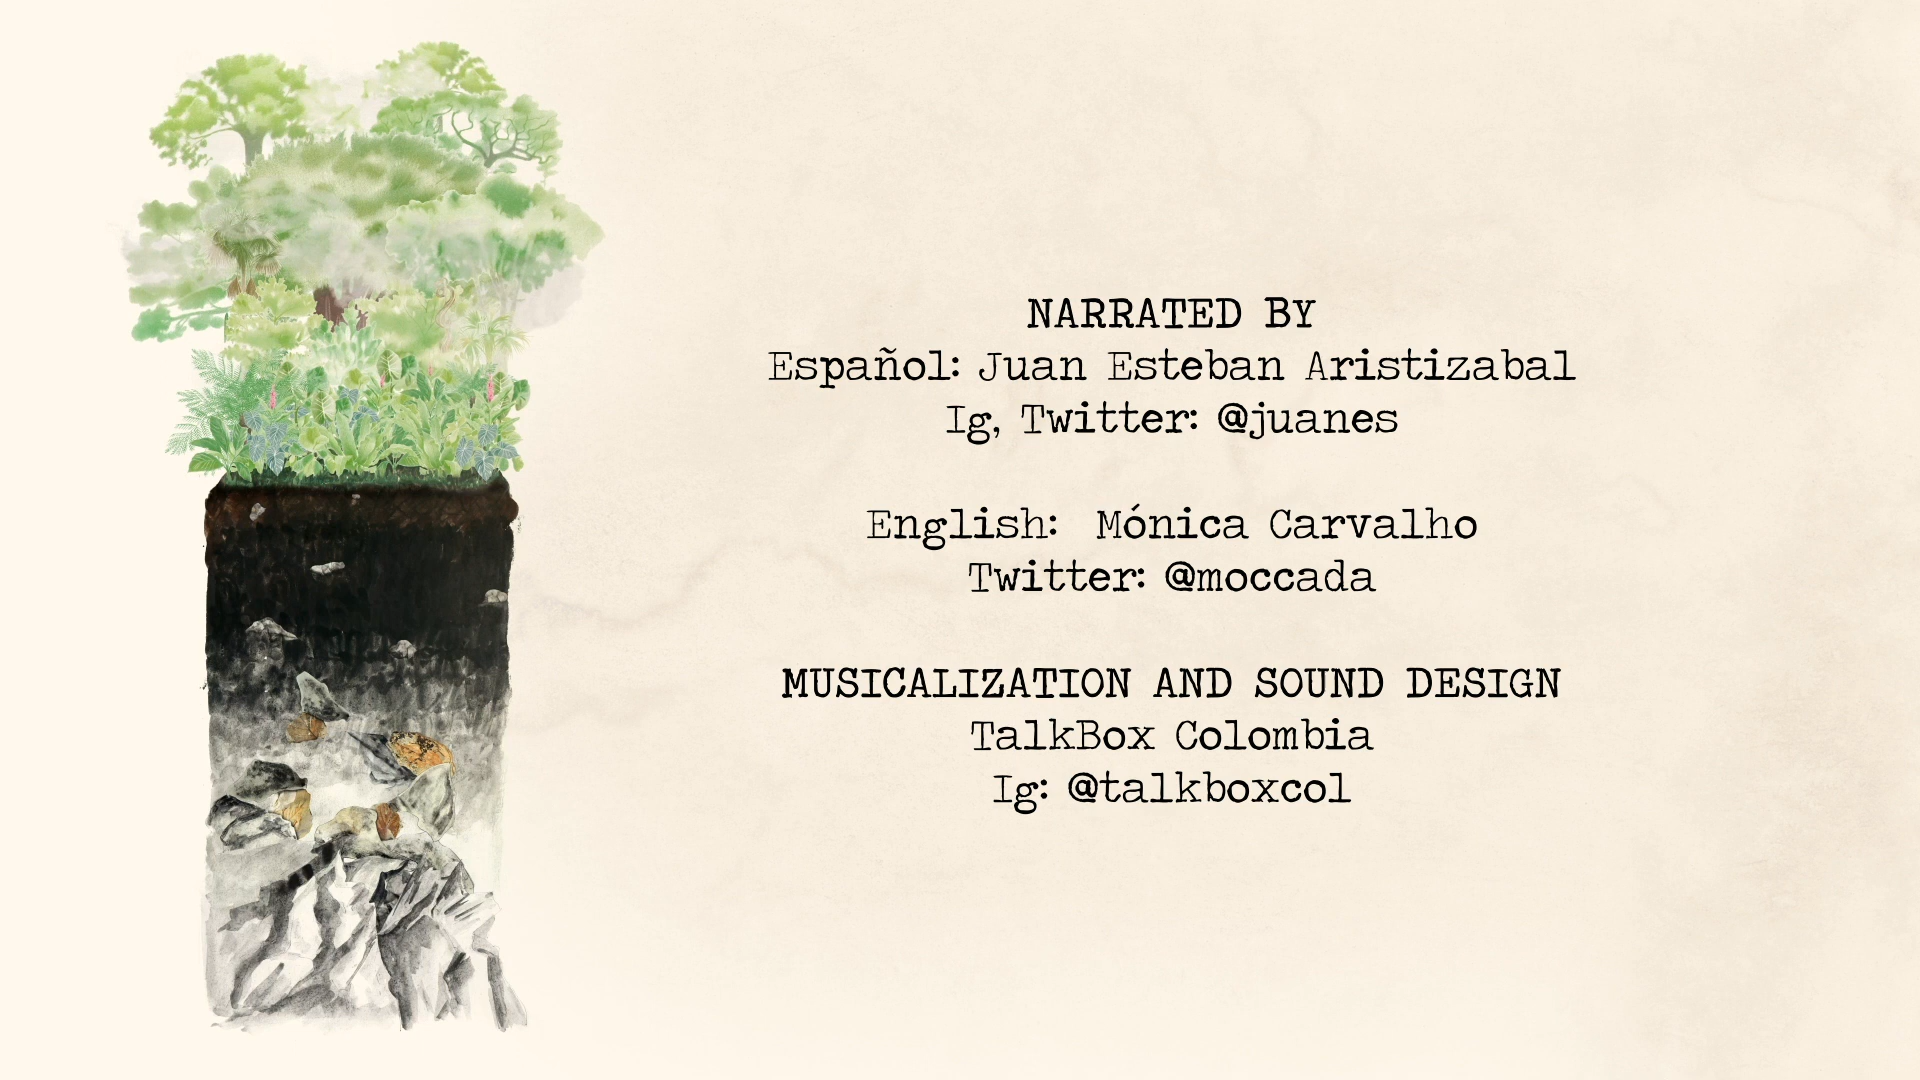 NARRATED BY
Español: Juan Esteban Aristizabal
Ig, Twitter: @juanes
English: Mónica Carvalho
Twitter: @moccada
MUSICALIZATION AND SOUND DESIGN
TalkBox Colombia
Ig: @talkboxcol